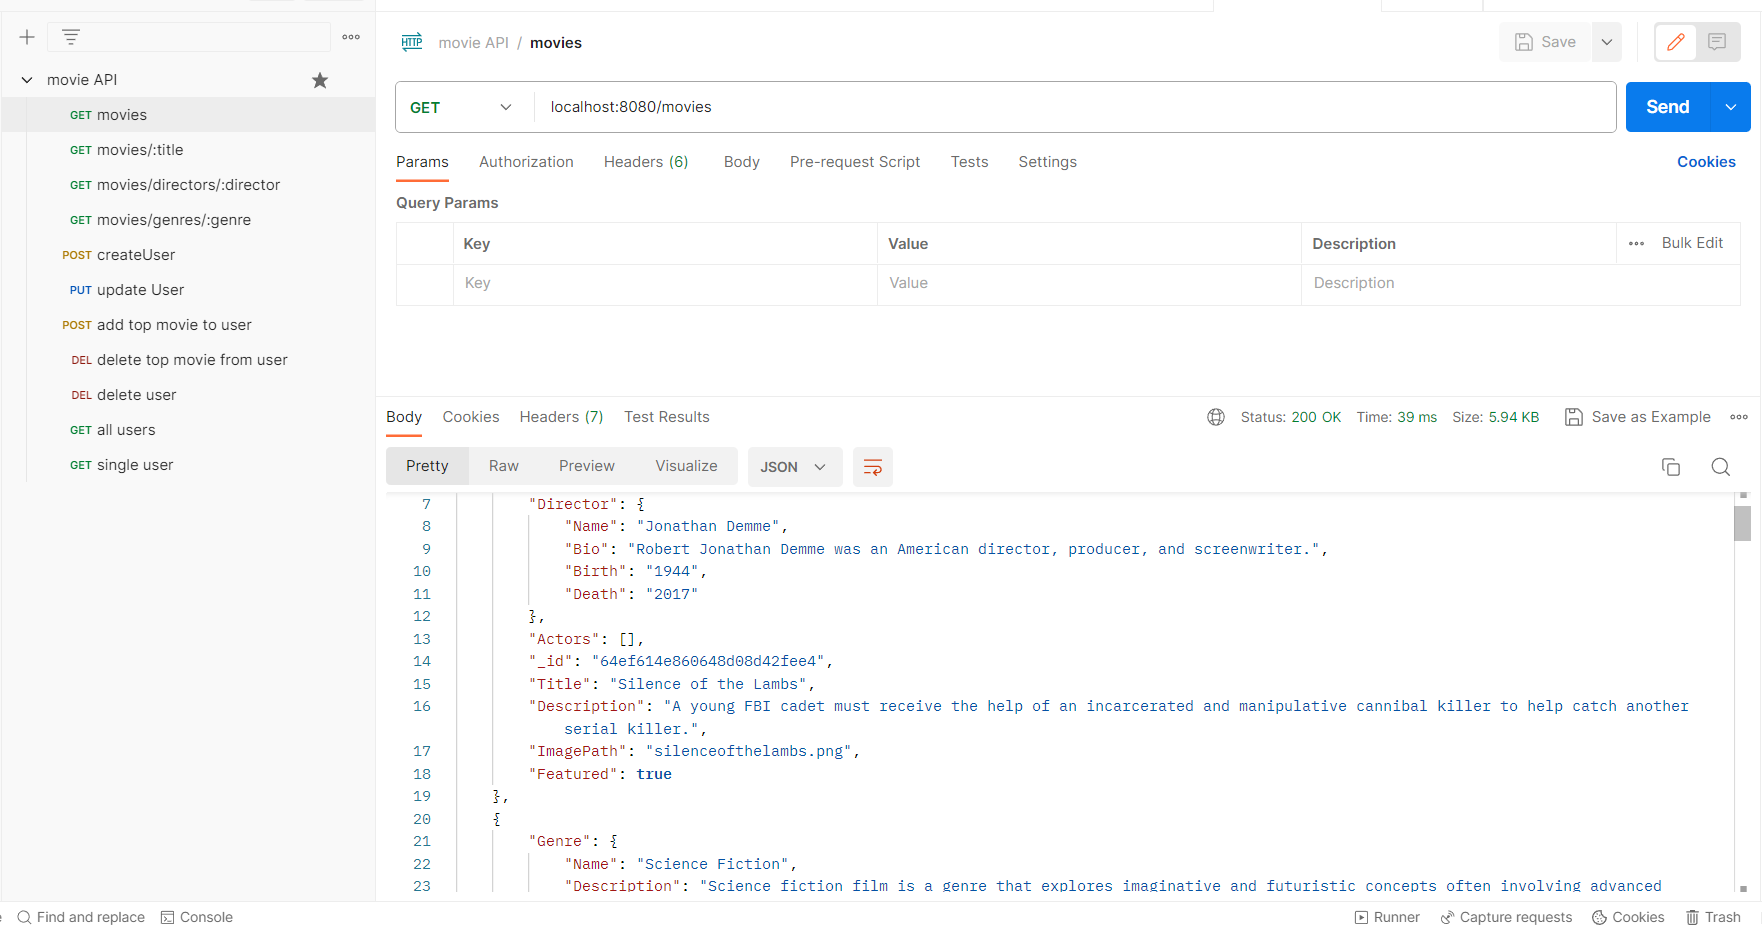 movie API
GET movies
GET movies/:title
GET movies/directors/:director
GET movies/genres/:genre
POST createUser
PUT update User
POST add top movie to user
DEL delete top movie from user
DEL delete user
GET all users
GET single user
HTTP movie API / movies
Save
GET localhost:8080/movies
Send
Params Authorization Headers (6) Body Pre-request Script Tests Settings Cookies
Query Params
Key Value Description Bulk Edit
Key Value Description
Body Cookies Headers (7) Test Results Status: 200 OK Time: 39 ms Size: 5.94 KB Save as Example
Pretty Raw Preview Visualize JSON
7 "Director": {
8 "Name": "Jonathan Demme",
9 "Bio": "Robert Jonathan Demme was an American director, producer, and screenwriter.",
10 "Birth": "1944",
11 "Death": "2017"
12 },
13 "Actors": [],
14 "_id": "64ef614e860648d08d42fee4",
15 "Title": "Silence of the Lambs",
16 "Description": "A young FBI cadet must receive the help of an incarcerated and manipulative cannibal killer to help catch another
serial killer.",
17 "ImagePath": "silenceofthelambs.png",
18 "Featured": true
19 },
20 {
21 "Genre": {
22 "Name": "Science Fiction",
23 "Description": "Science fiction film is a genre that explores imaginative and futuristic concepts often involving advanced
Find and replace Console Runner Capture requests Cookies Trash